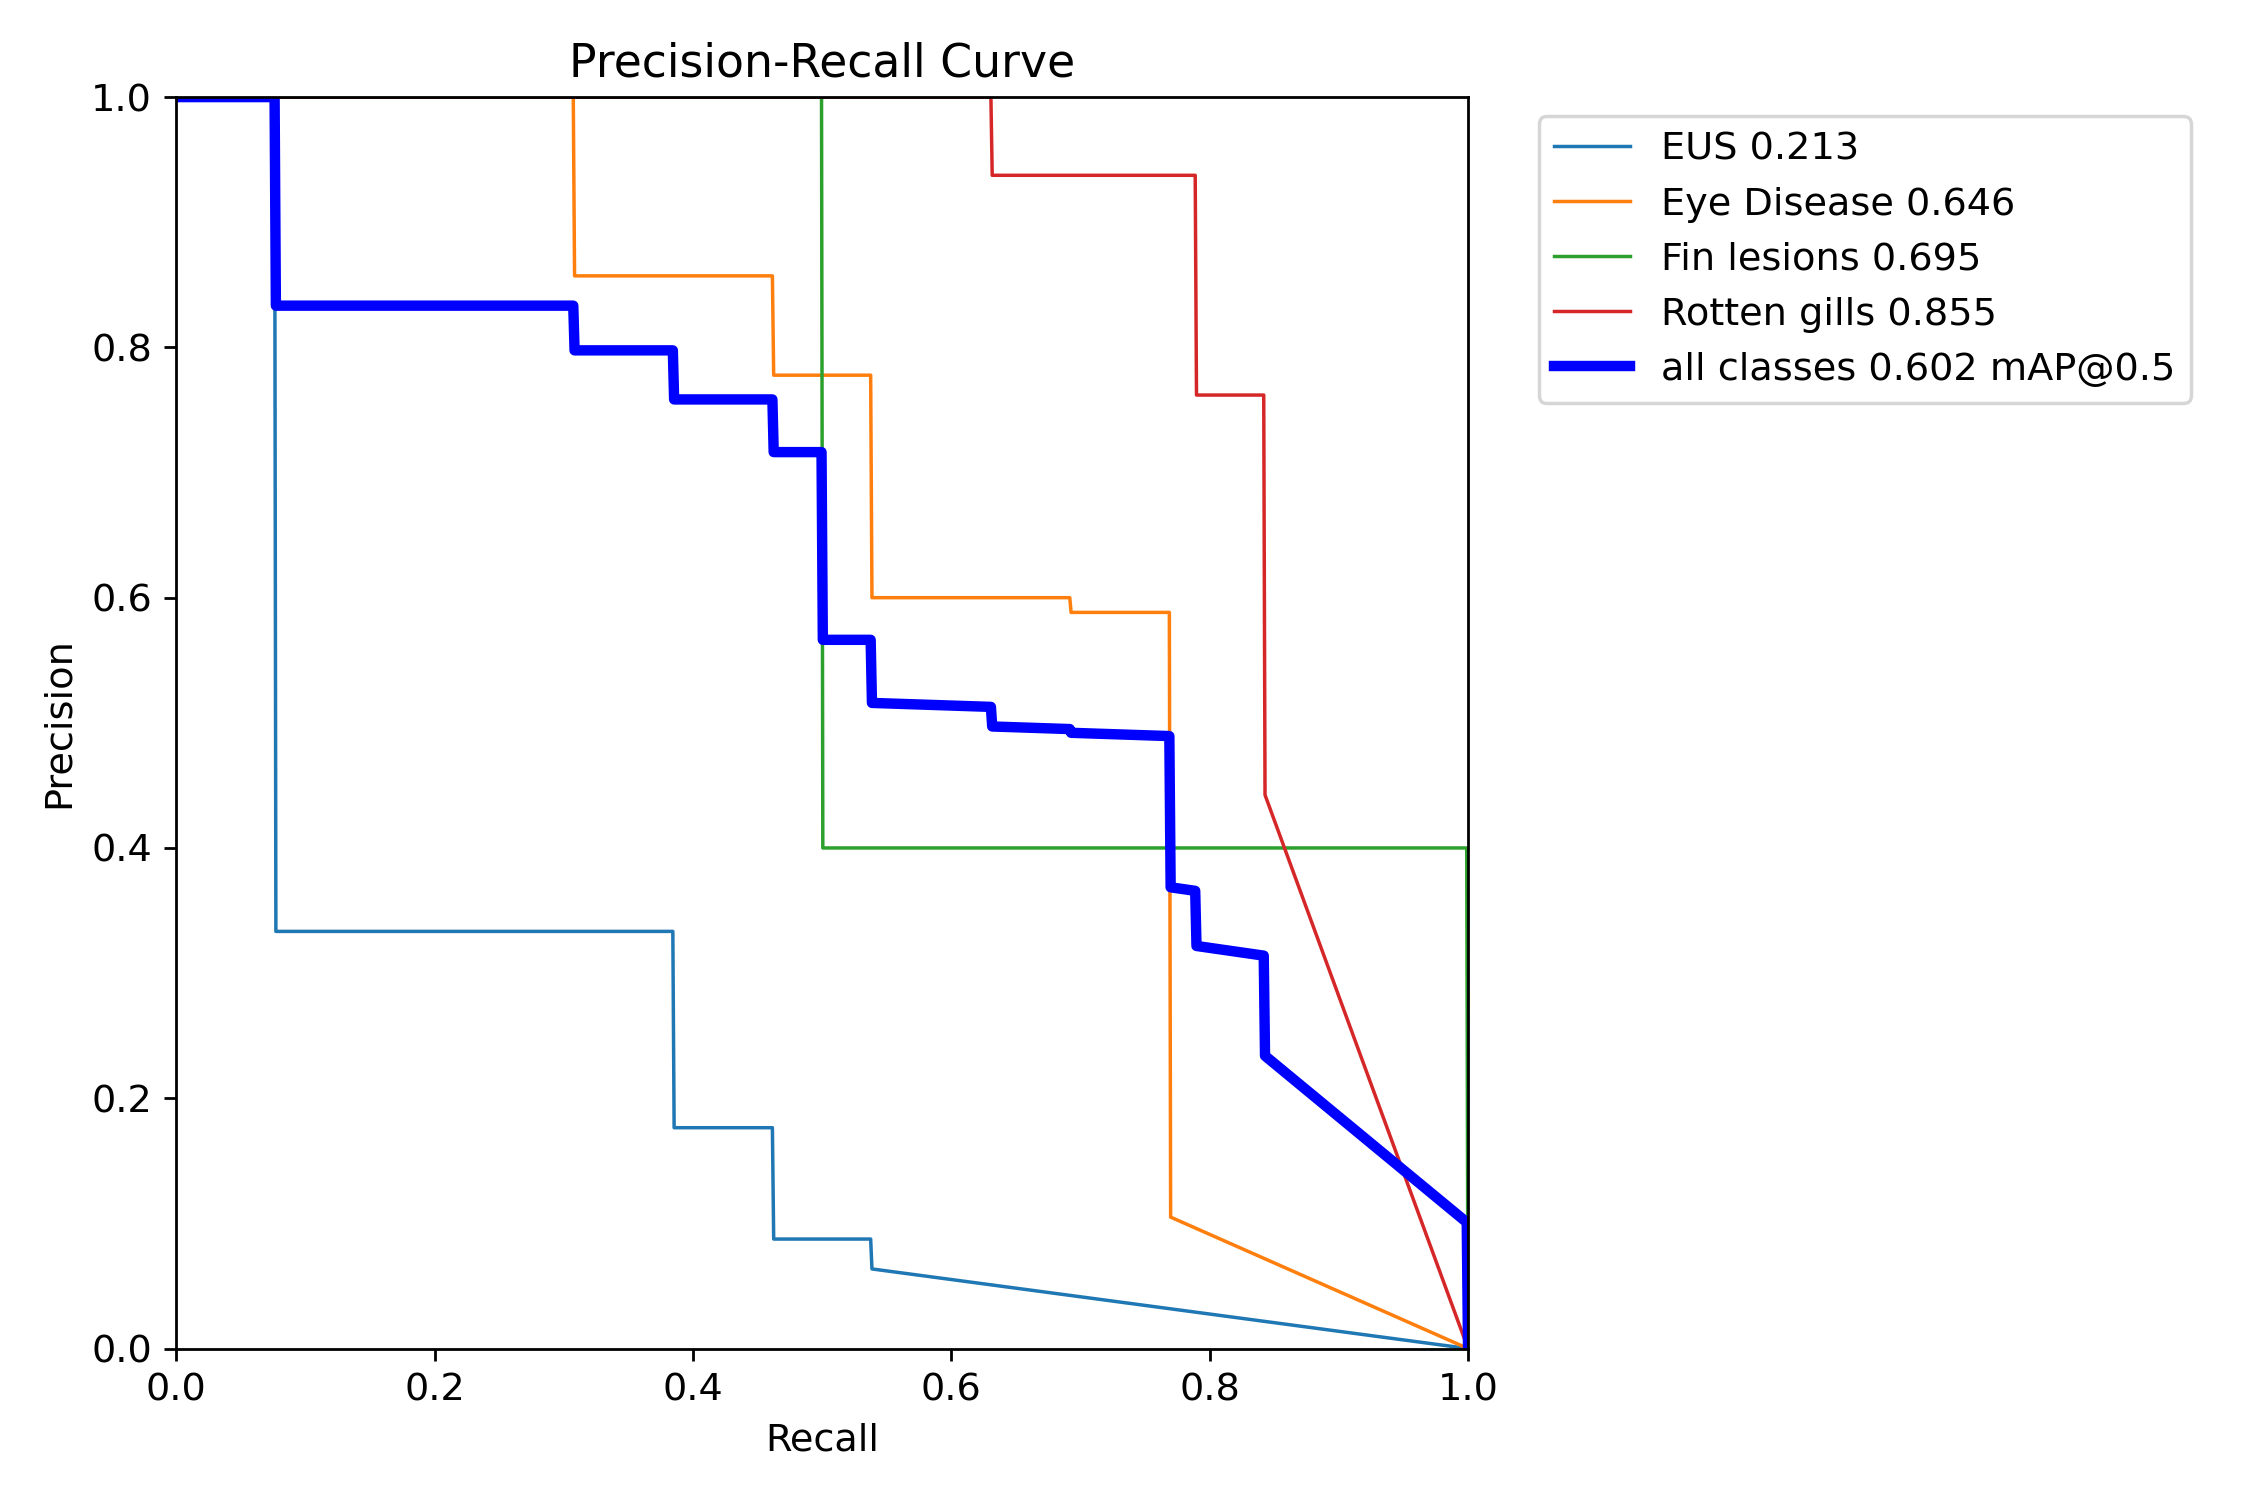 Precision-Recall Curve
1.0
0.8
0.6
0.4
0.2
0.0
Precision
0.0 0.2 0.4 0.6 0.8 1.0
Recall
EUS 0.213
Eye Disease 0.646
Fin lesions 0.695
Rotten gills 0.855
all classes 0.602 mAP@0.5